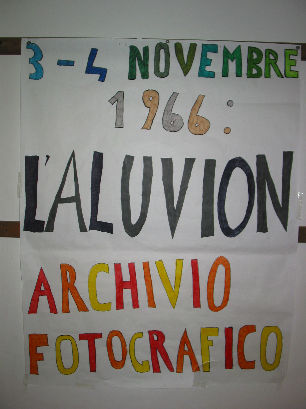 3-4 NOVEMBRE
1966:
L'ALUVION
ARCHIVIO
FOTOGRAFICO